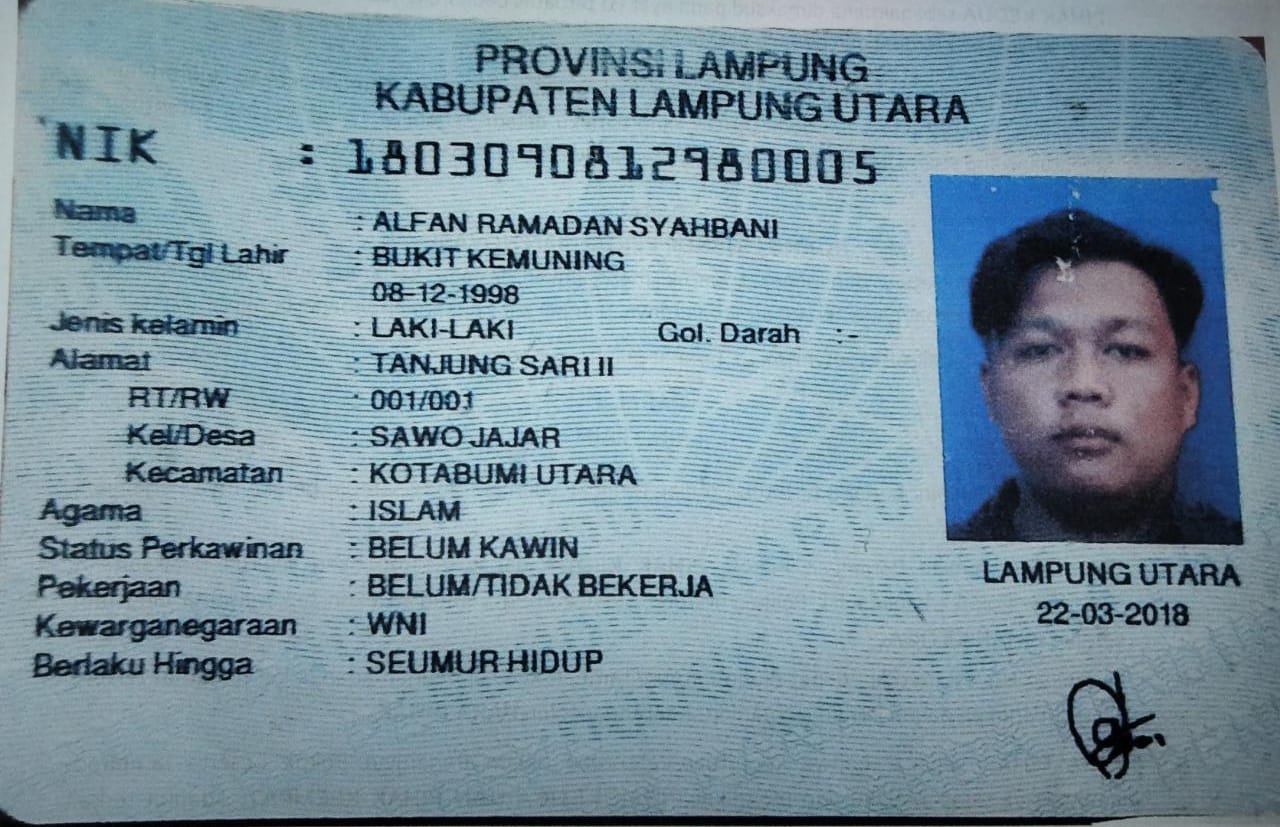 PROVINSI LAMPUNG
KABUPATEN LAMPUNG UTARA
NIK : 1803090812980005
Nama : ALFAN RAMADAN SYAHBANI
Tempat/Tgl Lahir : BUKIT KEMUNING
08-12-1998
Jenis kelamin : LAKI-LAKI Gol. Darah : -
Alamat : TANJUNG SARI II
RT/RW : 001/001
Kel/Desa : SAWO JAJAR
Kecamatan : KOTABUMI UTARA
Agama : ISLAM
Status Perkawinan : BELUM KAWIN
Pekerjaan : BELUM/TIDAK BEKERJA
Kewarganegaraan : WNI
Berlaku Hingga : SEUMUR HIDUP
LAMPUNG UTARA
22-03-2018